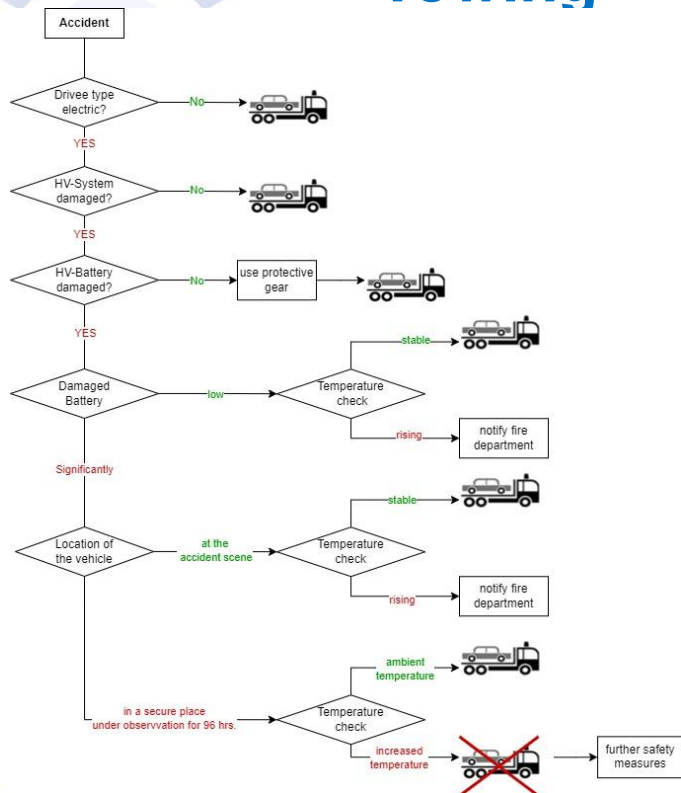 Towing
Accident
Drivee type
electric?
No
YES
HV-System
damaged?
No
YES
HV-Battery
damaged?
No
use protective
gear
YES
stable
Damaged
Battery
low
Temperature
check
rising
notify fire
department
Significantly
stable
Location of
the vehicle
at the
accident scene
Temperature
check
rising
notify fire
department
ambient
temperature
in a secure place
under observvation for 96 hrs.
Temperature
check
increased
temperature
further safety
measures